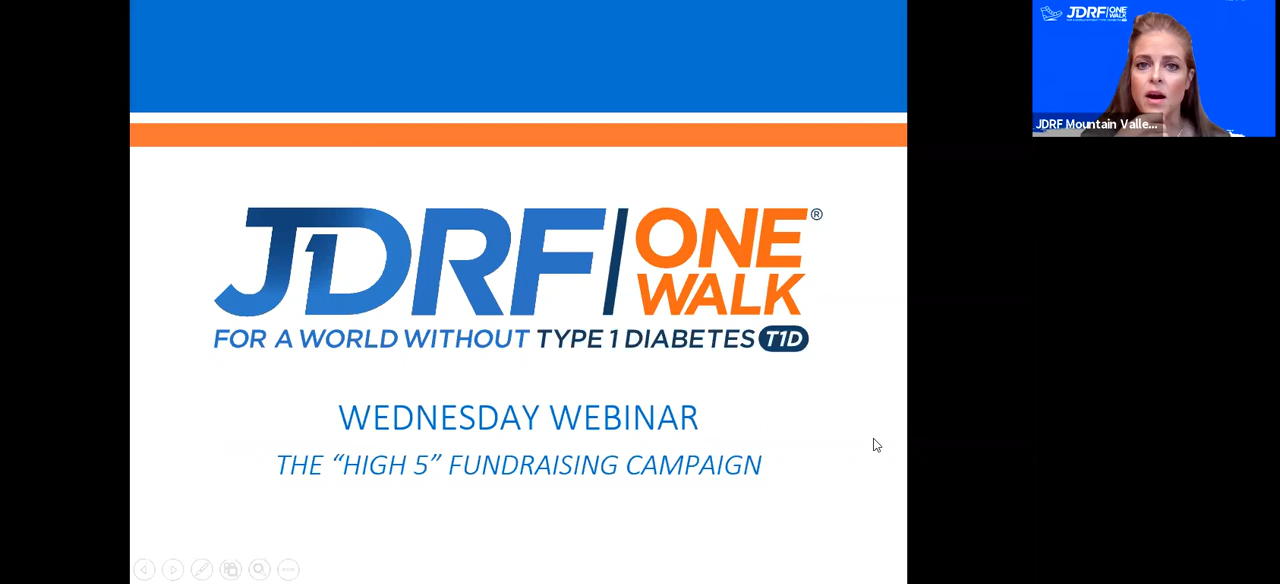 JDRF ONE WALK®
FOR A WORLD WITHOUT TYPE 1 DIABETES T1D
WEDNESDAY WEBINAR
THE “HIGH 5” FUNDRAISING CAMPAIGN
JDRF ONE WALK
JDRF Mountain Valle...